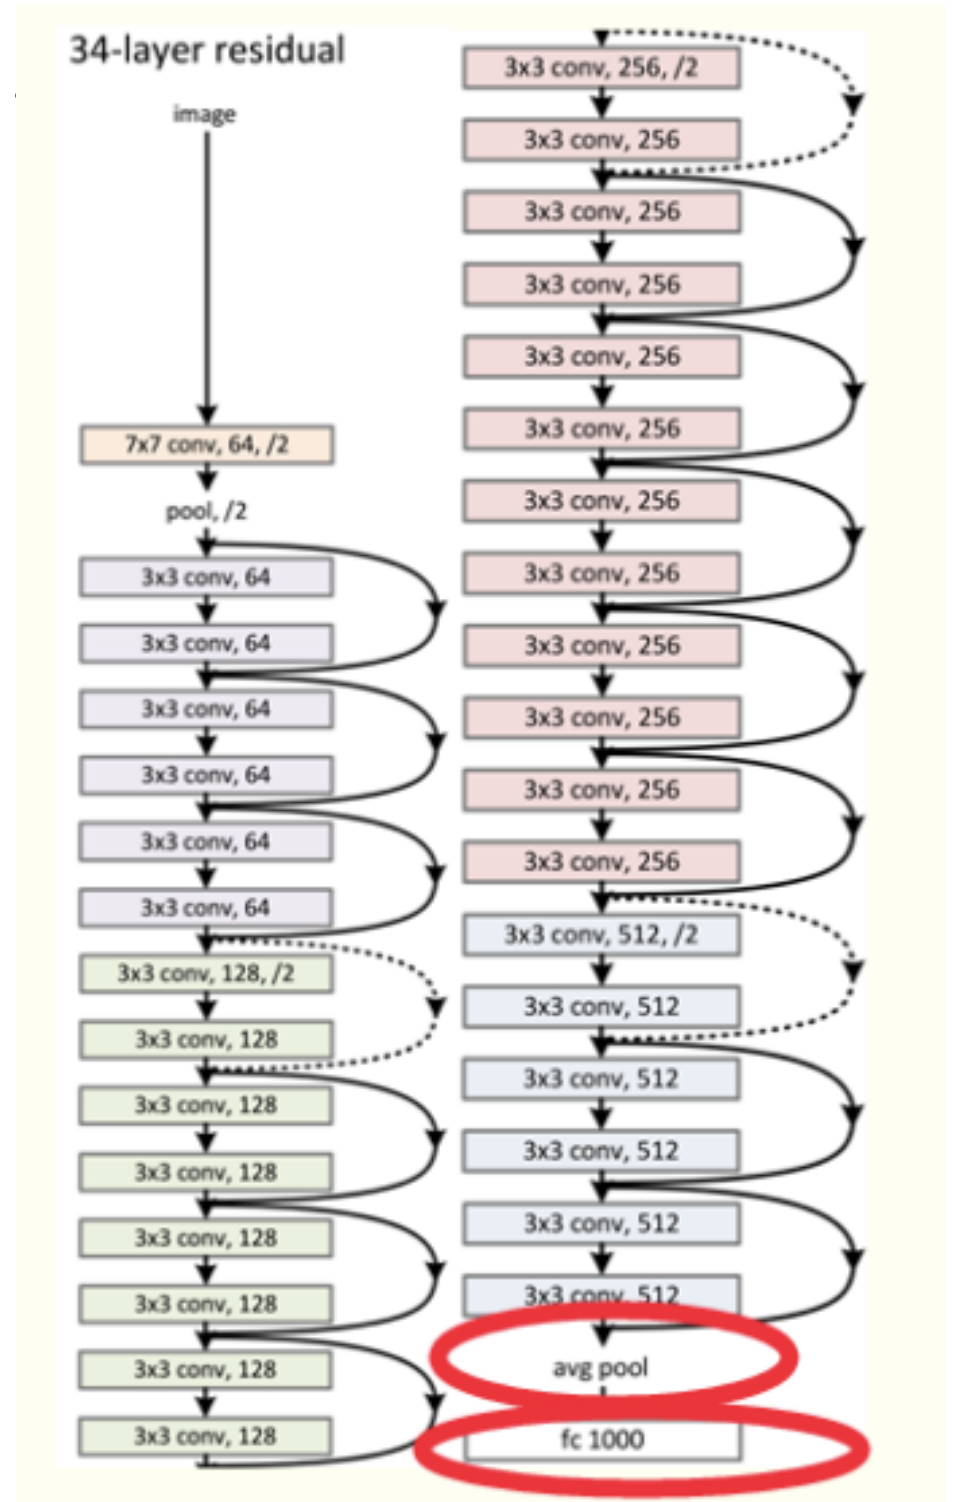 34-layer residual
image
7x7 conv, 64, /2
pool, /2
3x3 conv, 64
3x3 conv, 64
3x3 conv, 64
3x3 conv, 64
3x3 conv, 64
3x3 conv, 64
3x3 conv, 128, /2
3x3 conv, 128
3x3 conv, 128
3x3 conv, 128
3x3 conv, 128
3x3 conv, 128
3x3 conv, 128
3x3 conv, 128
3x3 conv, 256, /2
3x3 conv, 256
3x3 conv, 256
3x3 conv, 256
3x3 conv, 256
3x3 conv, 256
3x3 conv, 256
3x3 conv, 256
3x3 conv, 256
3x3 conv, 256
3x3 conv, 256
3x3 conv, 256
3x3 conv, 512, /2
3x3 conv, 512
3x3 conv, 512
3x3 conv, 512
3x3 conv, 512
3x3 conv, 512
avg pool
fc 1000